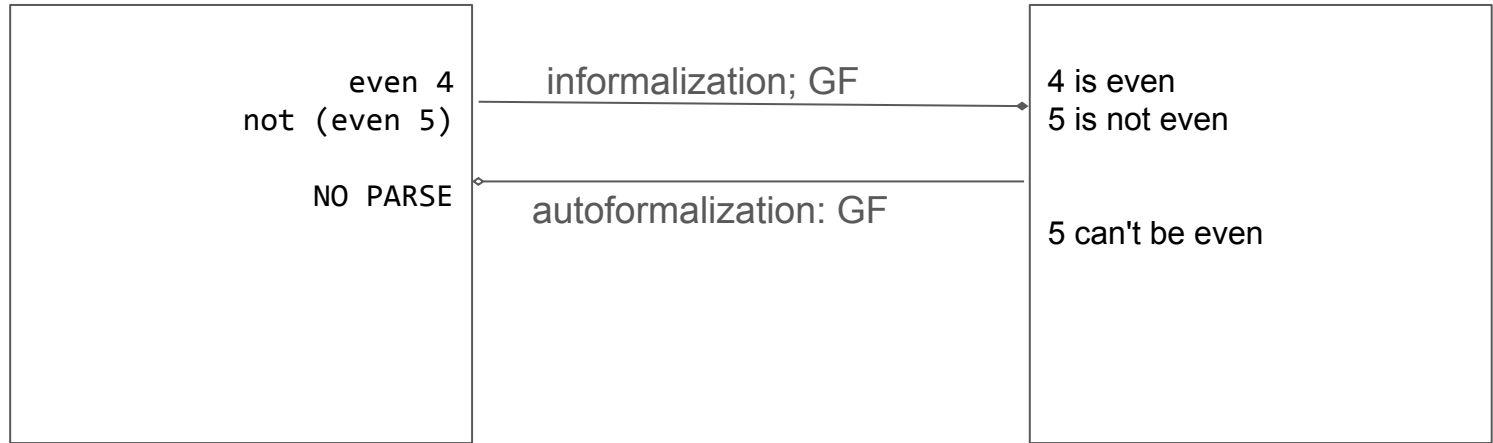 even 4
not (even 5)
NO PARSE
informalization; GF
autoformalization: GF
4 is even
5 is not even
5 can't be even